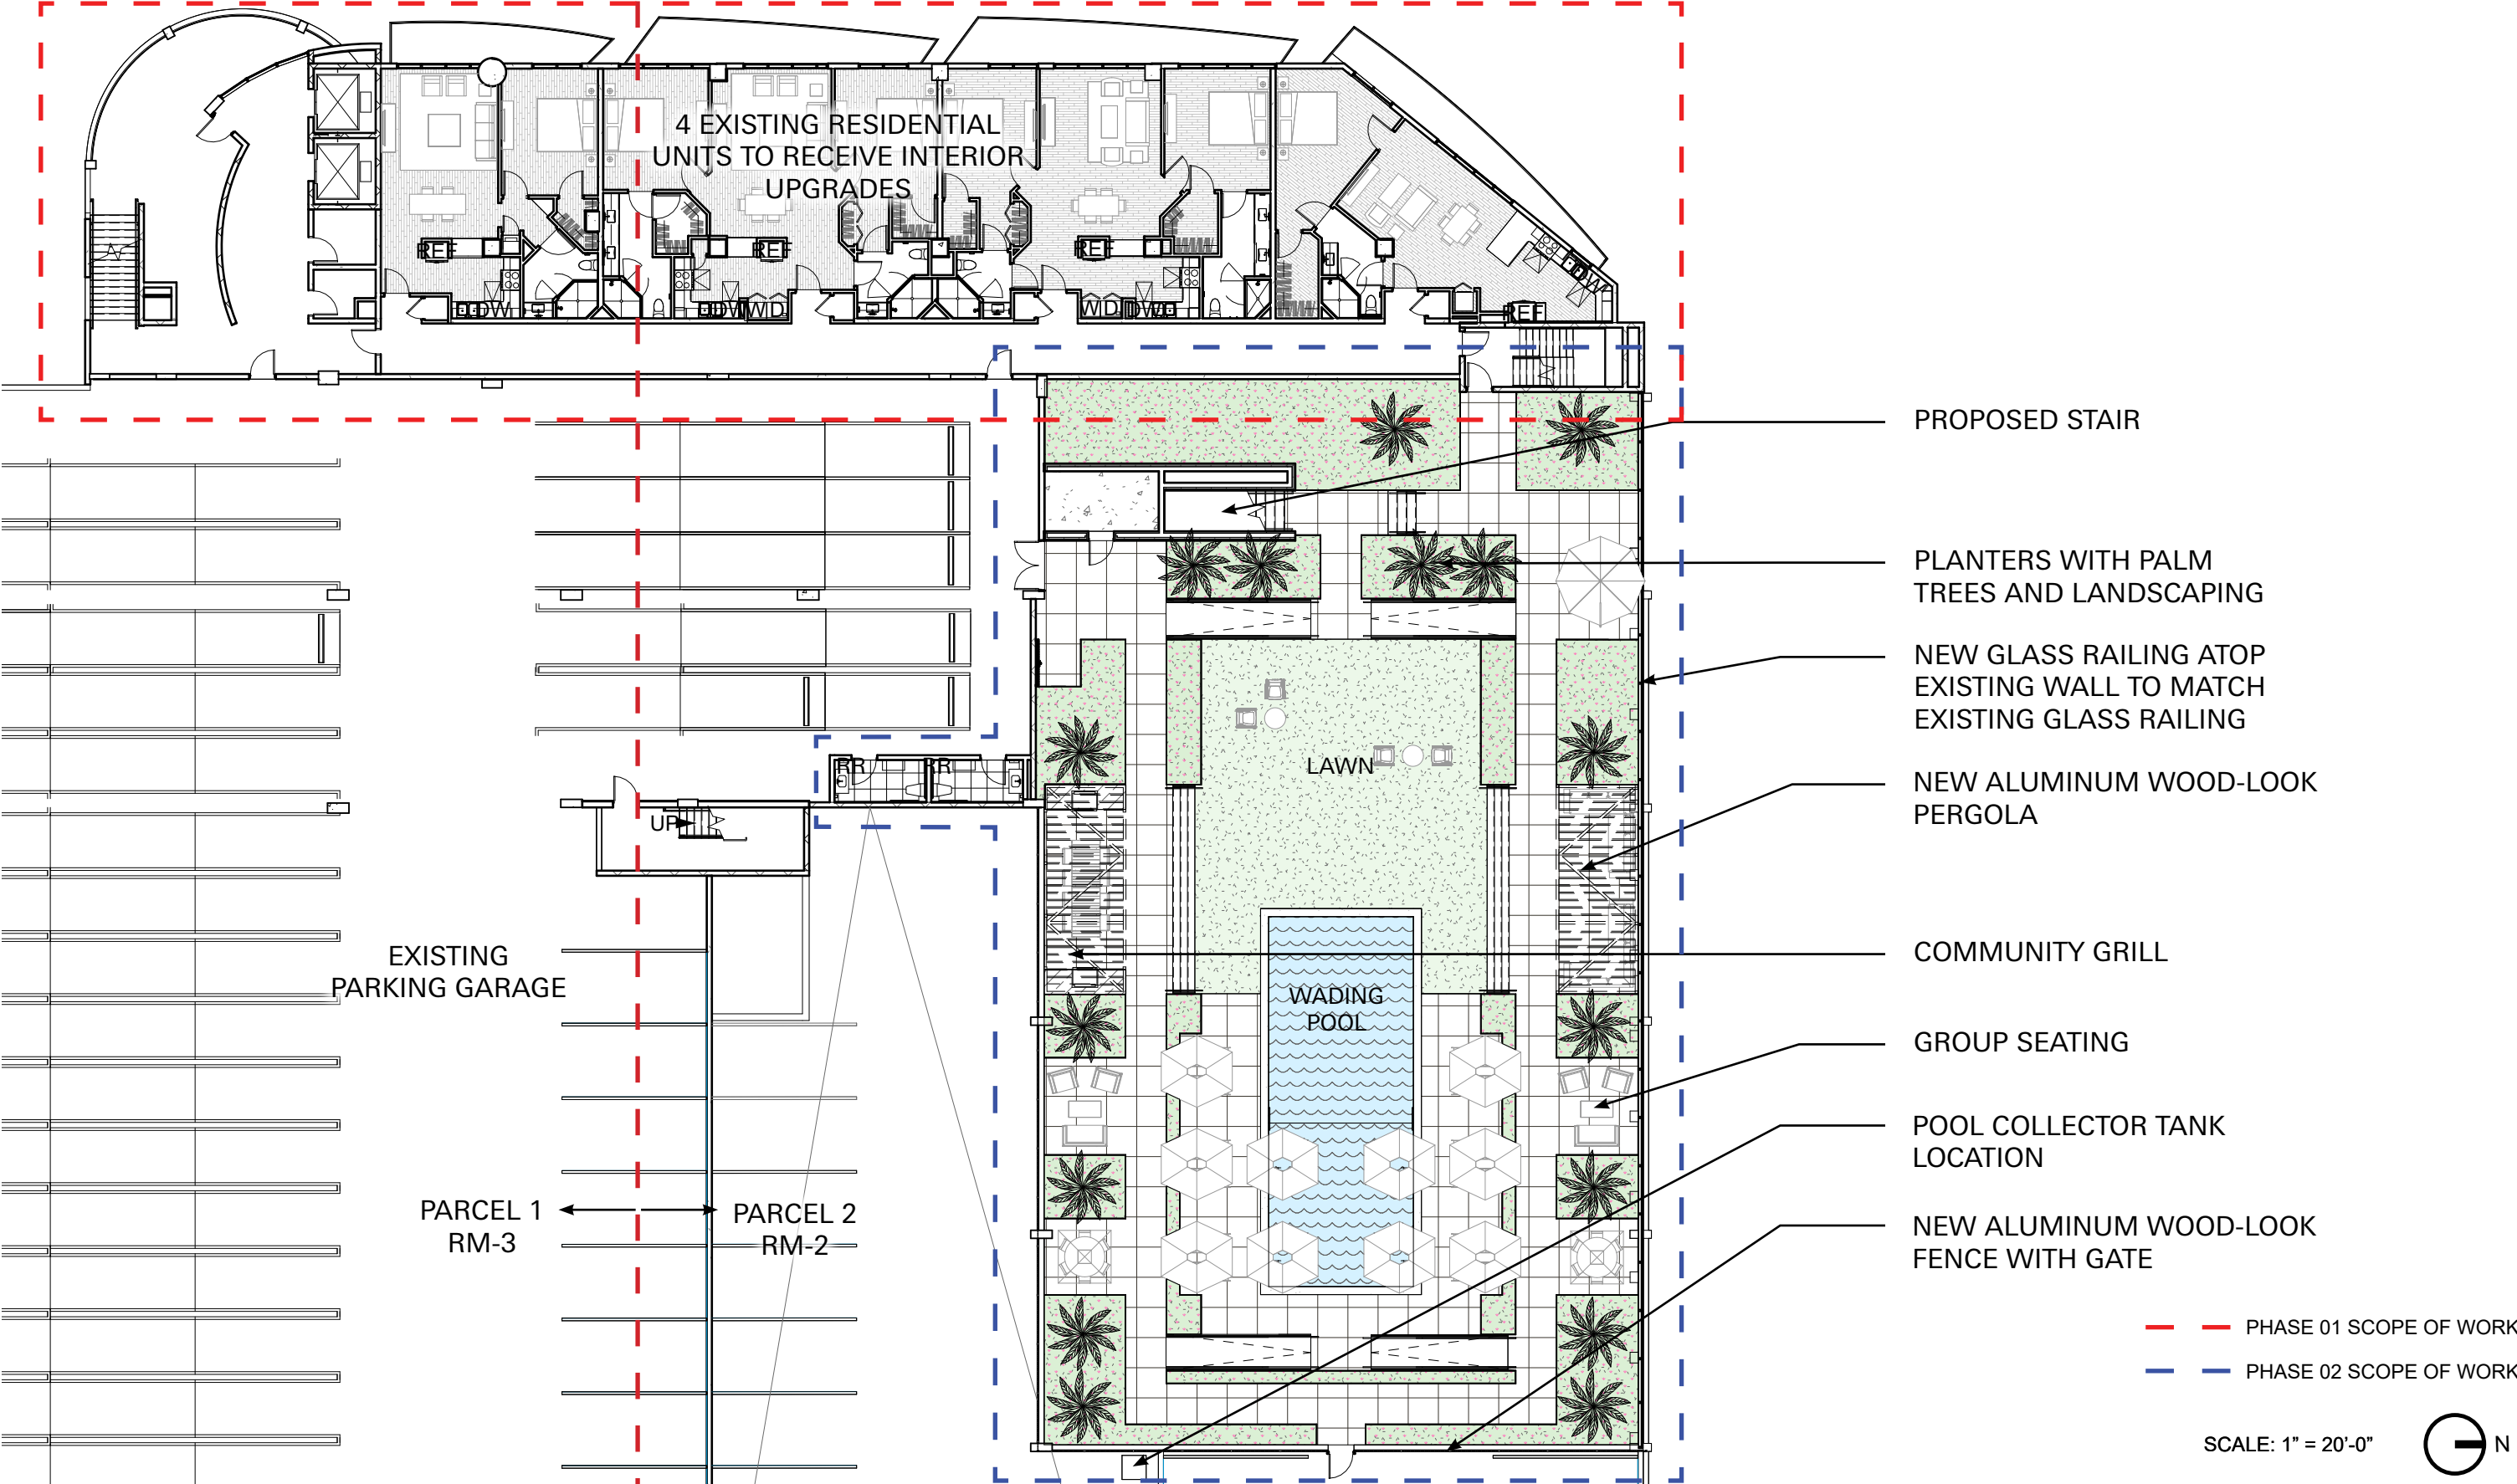 4 EXISTING RESIDENTIAL
UNITS TO RECEIVE INTERIOR
UPGRADES
REF
REF
REF
DW
DW
WD
WD
DW
DW
REF
PROPOSED STAIR
PLANTERS WITH PALM
TREES AND LANDSCAPING
NEW GLASS RAILING ATOP
EXISTING WALL TO MATCH
EXISTING GLASS RAILING
RR
RR
LAWN
NEW ALUMINUM WOOD-LOOK
PERGOLA
UP
EXISTING
PARKING GARAGE
COMMUNITY GRILL
WADING
POOL
GROUP SEATING
POOL COLLECTOR TANK
LOCATION
PARCEL 1
RM-3
PARCEL 2
RM-2
NEW ALUMINUM WOOD-LOOK
FENCE WITH GATE
PHASE 01 SCOPE OF WORK
PHASE 02 SCOPE OF WORK
SCALE: 1" = 20'-0"
N